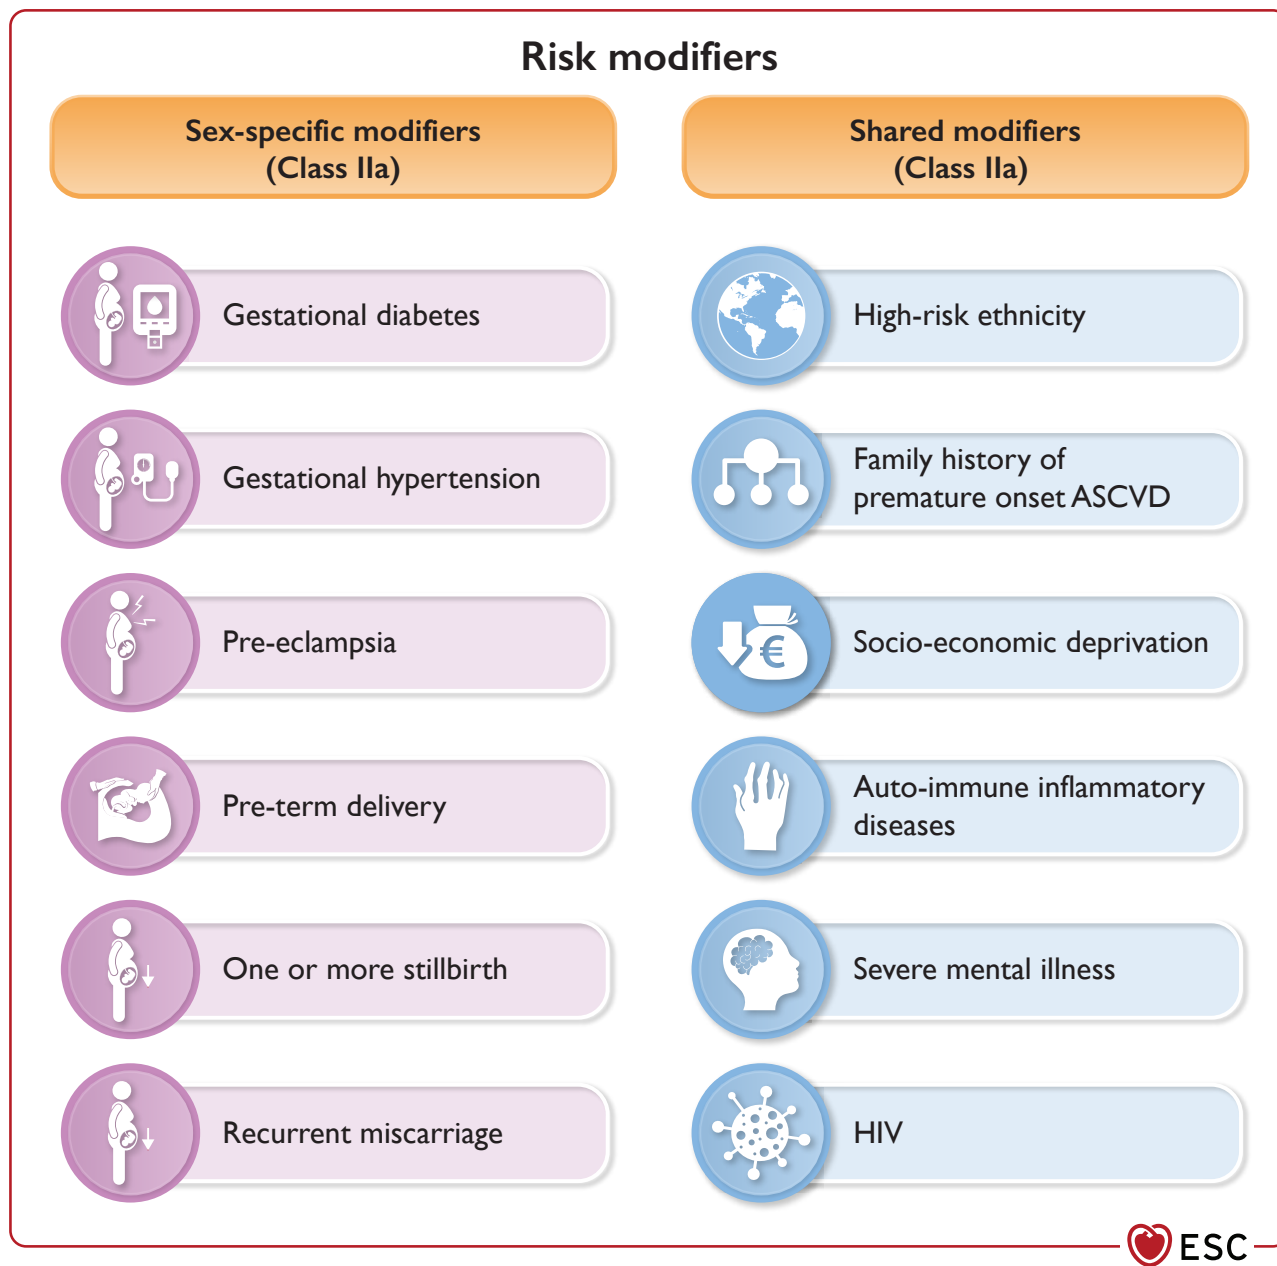 Risk modifiers
Sex-specific modifiers
(Class IIa)
Gestational diabetes
Gestational hypertension
Pre-eclampsia
Pre-term delivery
One or more stillbirth
Recurrent miscarriage
Shared modifiers
(Class IIa)
High-risk ethnicity
Family history of
premature onset ASCVD
€
Socio-economic deprivation
Auto-immune inflammatory
diseases
Severe mental illness
HIV
ESC